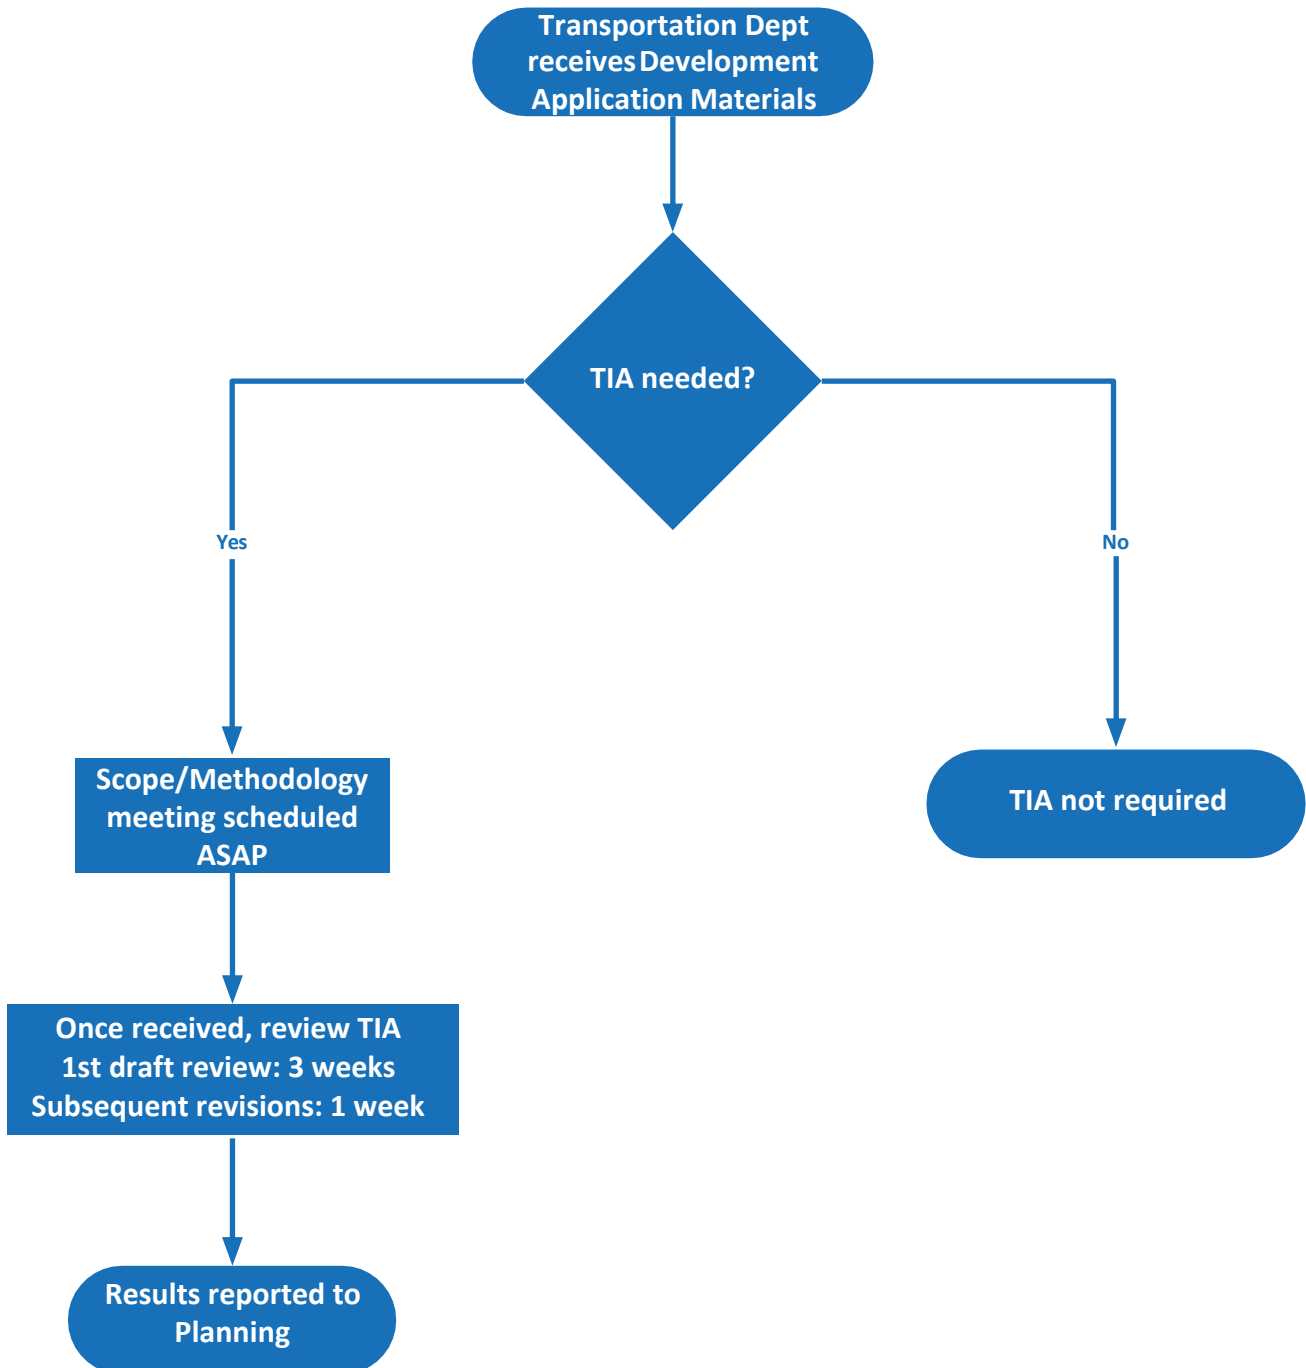 Transportation Dept
receives Development
Application Materials
TIA needed?
Yes
No
Scope/Methodology
meeting scheduled
ASAP
TIA not required
Once received, review TIA
1st draft review: 3 weeks
Subsequent revisions: 1 week
Results reported to
Planning